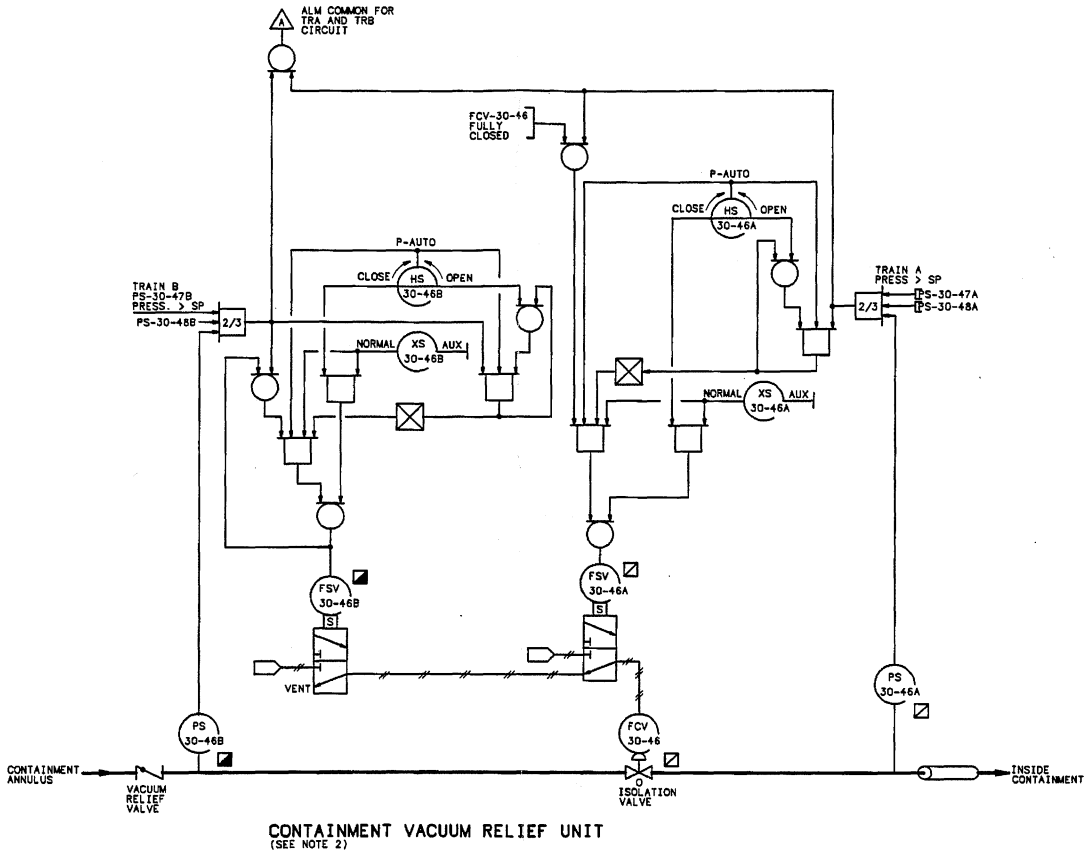 A
ALM COMMON FOR
TRA AND TRB
CIRCUIT
FCV-30-46
FULLY
CLOSED
P-AUTO
CLOSE
HS
30-46A
OPEN
P-AUTO
CLOSE
HS
30-46B
OPEN
TRAIN B
PS-30-47B
PRESS. > SP
PS-30-48B
2/3
TRAIN A
PRESS > SP
PS-30-47A
PS-30-48A
2/3
NORMAL
XS
30-46B
AUX
NORMAL
XS
30-46A
AUX
FSV
30-46B
S
FSV
30-46A
S
VENT
PS
30-46B
FCV
30-46
PS
30-46A
CONTAINMENT
ANNULUS
VACUUM
RELIEF
VALVE
O
ISOLATION
VALVE
INSIDE
CONTAINMENT
CONTAINMENT VACUUM RELIEF UNIT
(SEE NOTE 2)